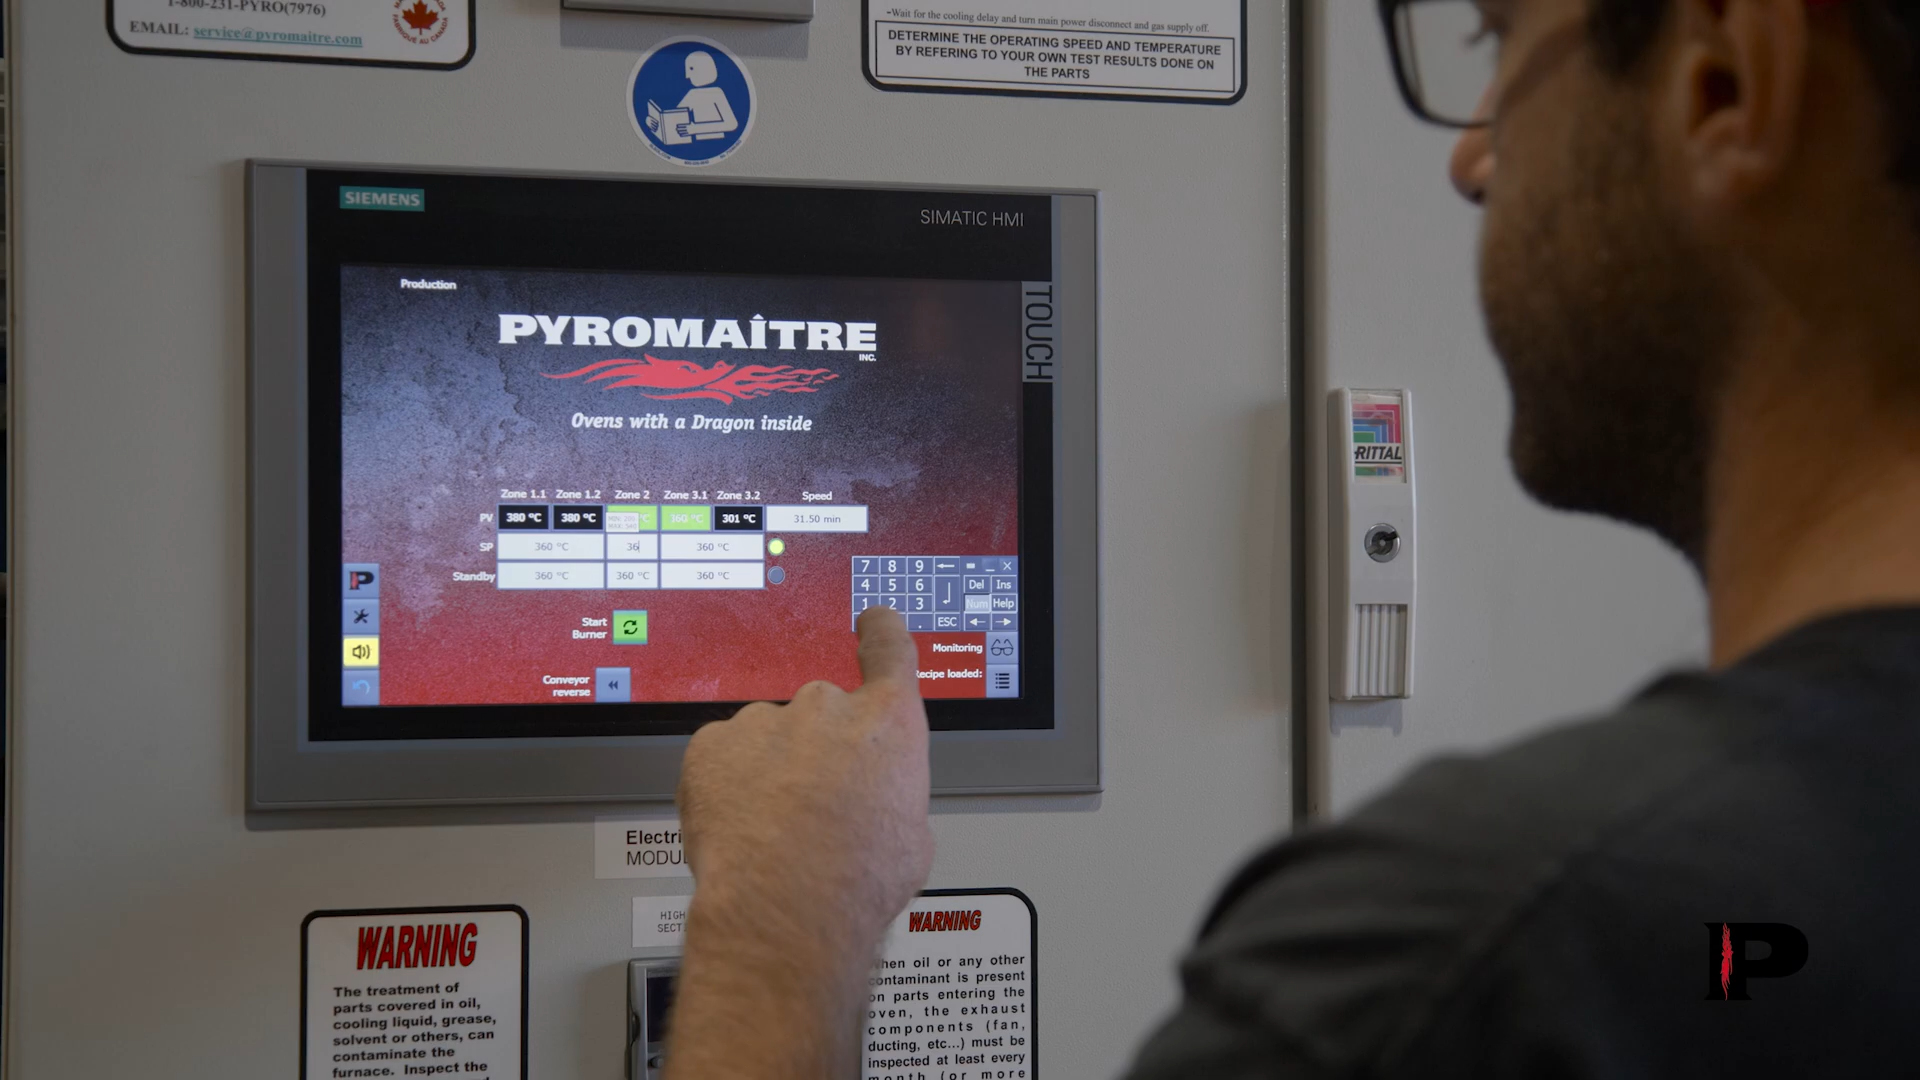 1-800-231-PYRO(7976)
EMAIL: service@pyromaitre.com
-Wait for the cooling delay and turn main power disconnect and gas supply off.
DETERMINE THE OPERATING SPEED AND TEMPERATURE
BY REFERING TO YOUR OWN TEST RESULTS DONE ON
THE PARTS
SIEMENS
SIMATIC HMI
TOUCH
Production
PYROMAÎTRE
INC.
Ovens with a Dragon inside
Zone 1.1 Zone 1.2 Zone 2 Zone 3.1 Zone 3.2 Speed
PV 380 °C 380 °C °C 360 °C 301 °C 31.50 min
SP 360 °C 36 360 °C
Standby 360 °C 360 °C 360 °C
7 8 9
4 5 6 Del Ins
1 2 3 Num Help
. ESC
Start
Burner
Monitoring
Recipe loaded:
Conveyor
reverse
RITTAL
Electri
MODUL
HIGH
SECTI
WARNING
The treatment of
parts covered in oil,
cooling liquid, grease,
solvent or others, can
contaminate the
furnace. Inspect the
WARNING
When oil or any other
contaminant is present
on parts entering the
oven, the exhaust
components (fan,
ducting, etc...) must be
inspected at least every
month (or more
P